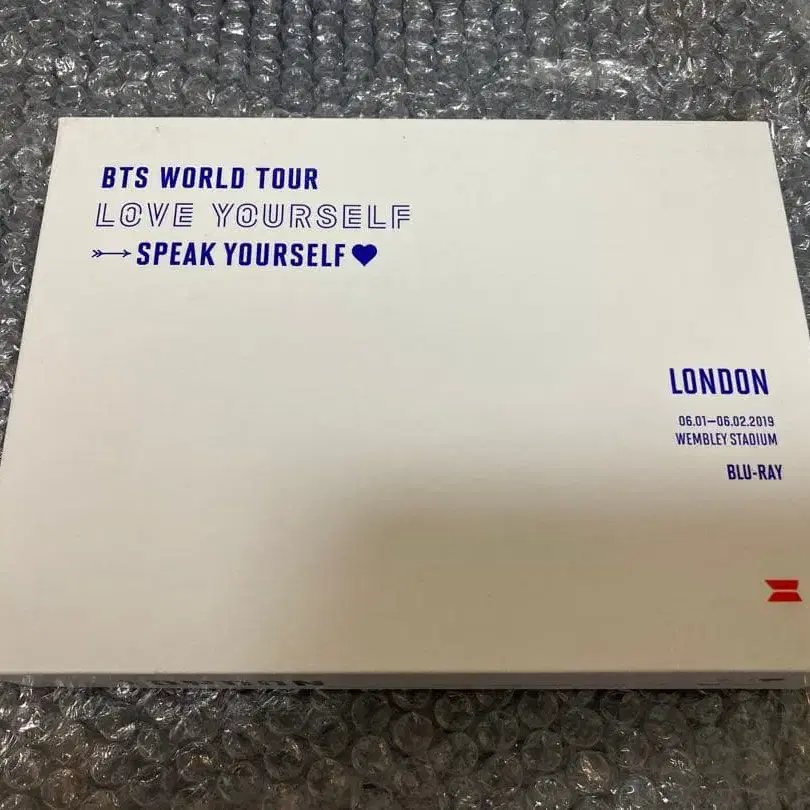 BTS WORLD TOUR
LOVE YOURSELF
SPEAK YOURSELF
LONDON
06.01–06.02.2019
WEMBLEY STADIUM
BLU-RAY